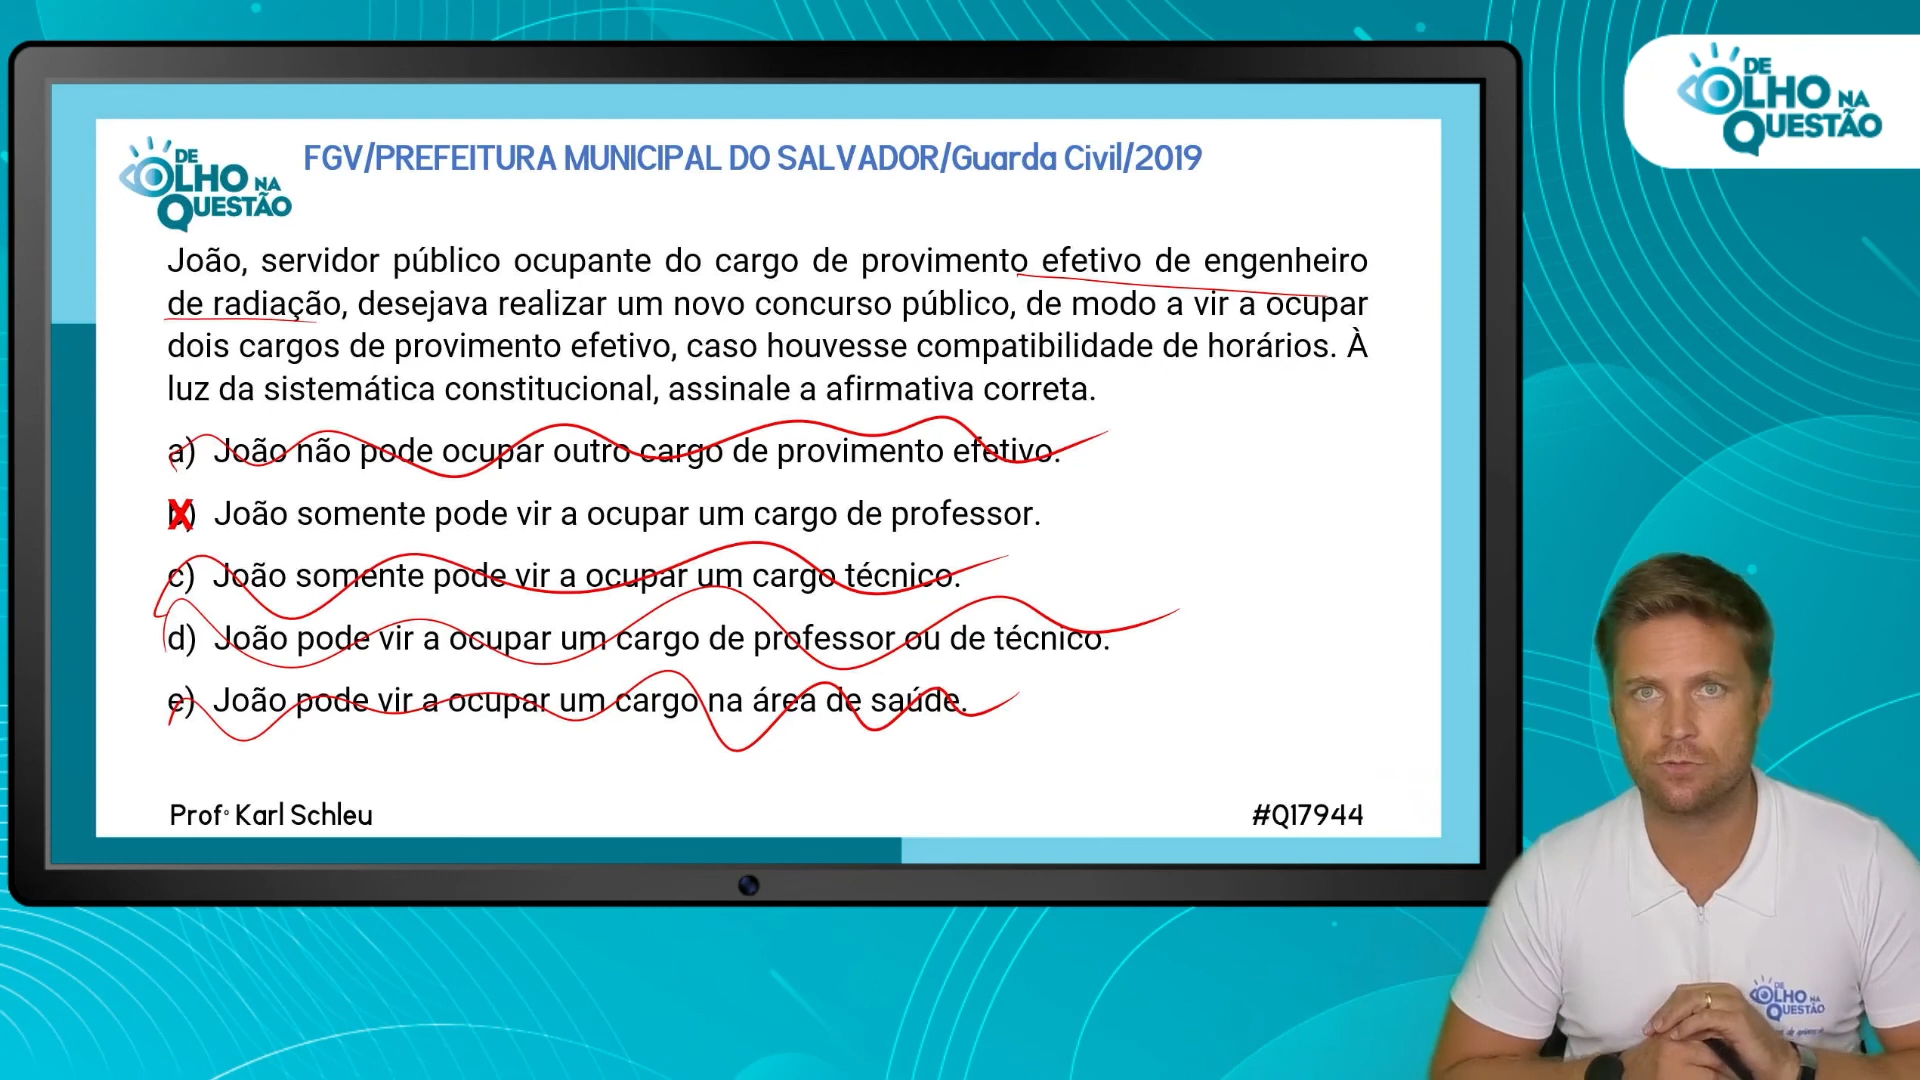 DE
OLHO NA
QUESTÃO
DE
OLHO NA
QUESTÃO
FGV/PREFEITURA MUNICIPAL DO SALVADOR/Guarda Civil/2019
João, servidor público ocupante do cargo de provimento efetivo de engenheiro
de radiação, desejava realizar um novo concurso público, de modo a vir a ocupar
dois cargos de provimento efetivo, caso houvesse compatibilidade de horários. À
luz da sistemática constitucional, assinale a afirmativa correta.
a) João não pode ocupar outro cargo de provimento efetivo.
b) João somente pode vir a ocupar um cargo de professor.
c) João somente pode vir a ocupar um cargo técnico.
d) João pode vir a ocupar um cargo de professor ou de técnico.
e) João pode vir a ocupar um cargo na área de saúde.
Profº Karl Schleu
#Q17944
DE
OLHO NA
QUESTÃO